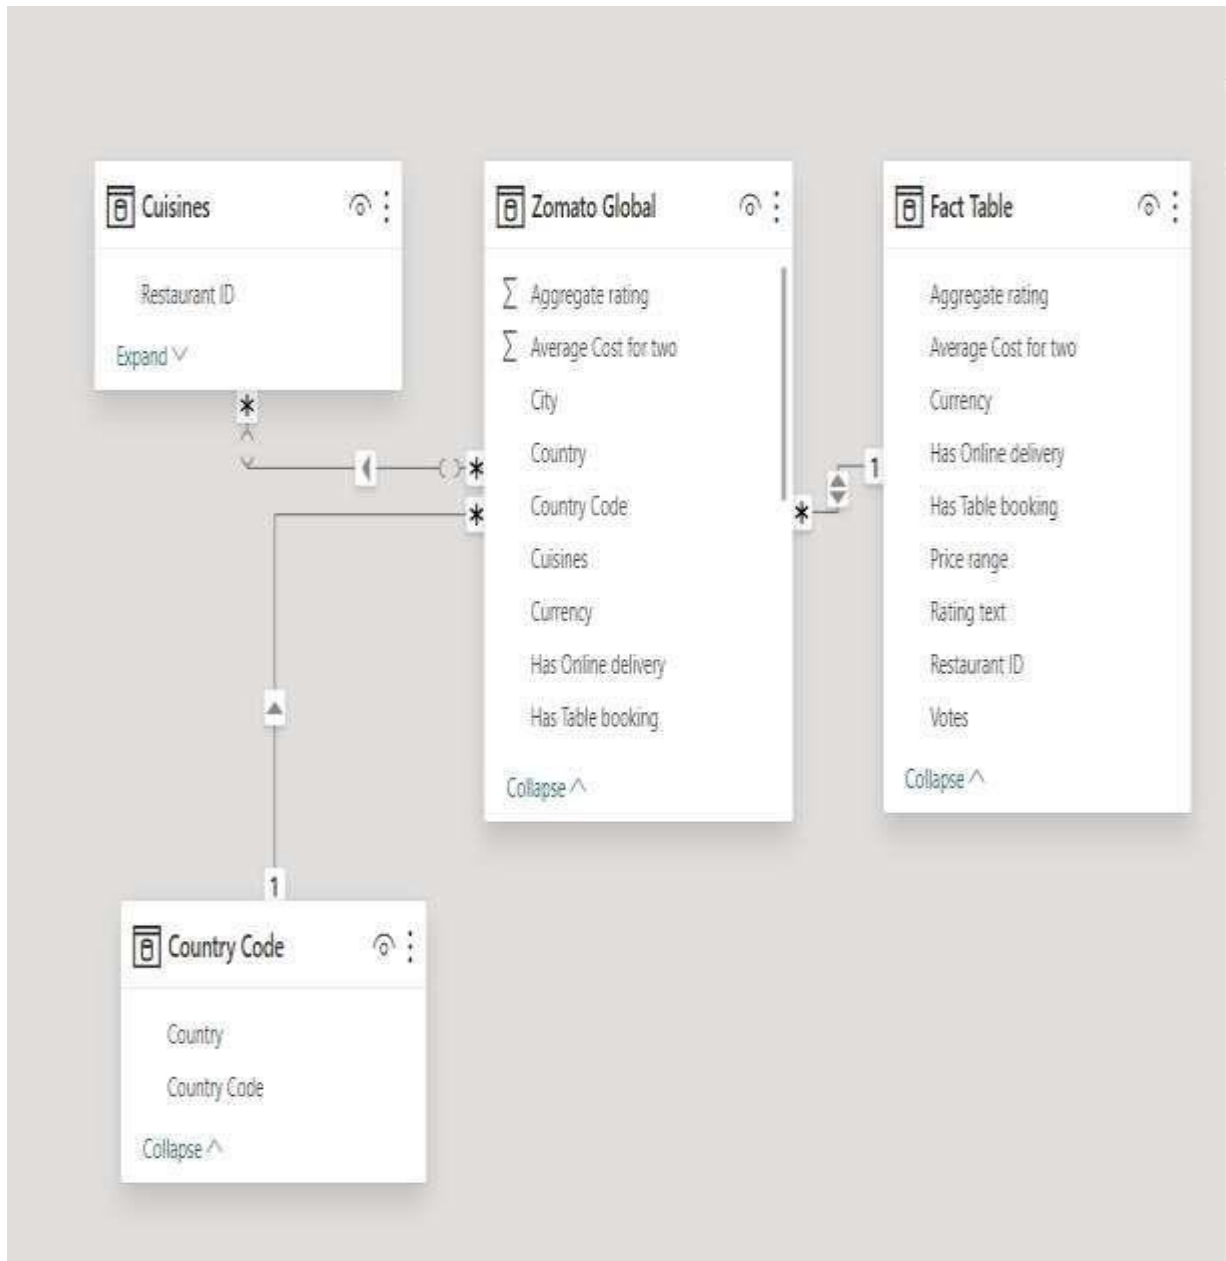 Cuisines
Restaurant ID
Expand
*
*
*
Zomato Global
Σ Aggregate rating
Σ Average Cost for two
City
Country
Country Code
Cuisines
Currency
Has Online delivery
Has Table booking
Collapse
*
1
Fact Table
Aggregate rating
Average Cost for two
Currency
Has Online delivery
Has Table booking
Price range
Rating text
Restaurant ID
Votes
Collapse
1
Country Code
Country
Country Code
Collapse